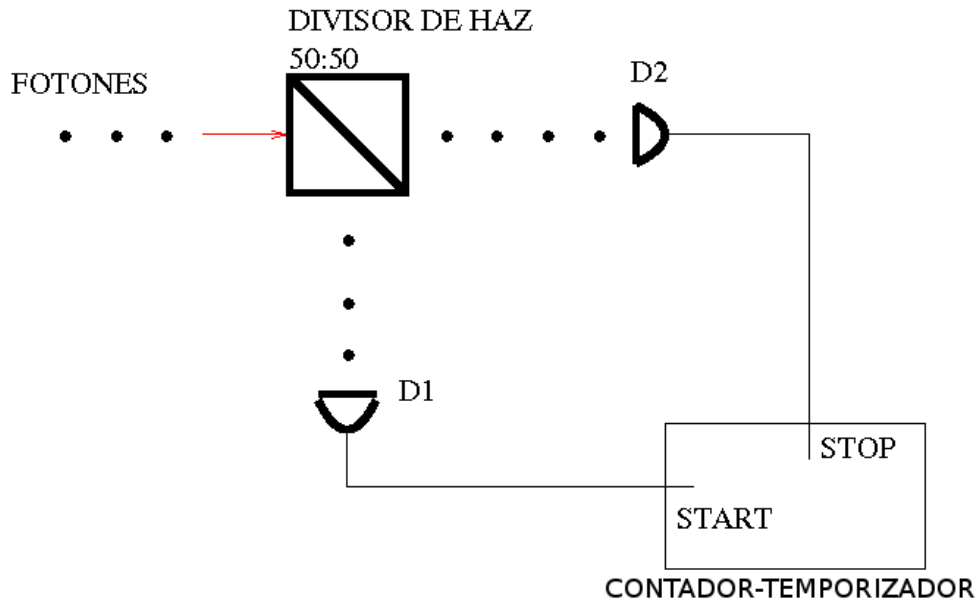 DIVISOR DE HAZ
50:50
FOTONES
D2
D1
STOP
START
CONTADOR-TEMPORIZADOR